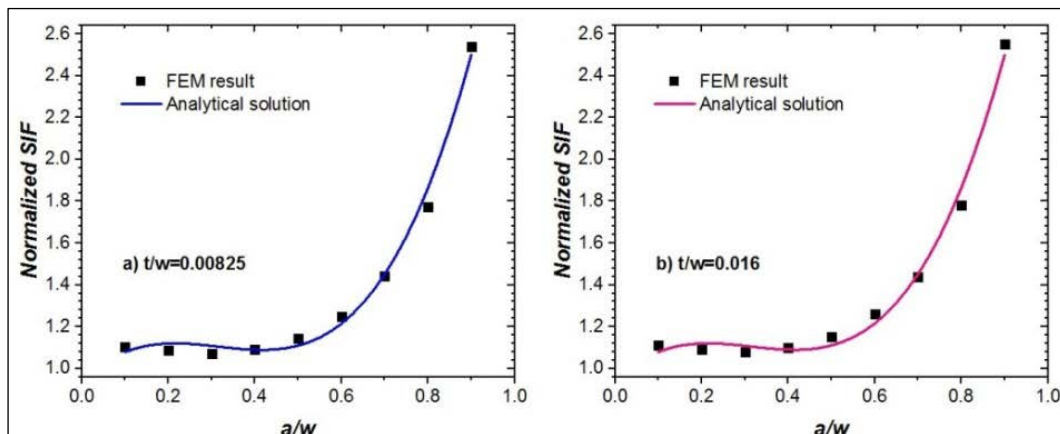 2.6
2.4
2.2
2.0
1.8
1.6
1.4
1.2
1.0
Normalized SIF
FEM result
Analytical solution
a) t/w=0.00825
0.0 0.2 0.4 0.6 0.8 1.0
a/w
2.6
2.4
2.2
2.0
1.8
1.6
1.4
1.2
1.0
Normalized SIF
FEM result
Analytical solution
b) t/w=0.016
0.0 0.2 0.4 0.6 0.8 1.0
a/w